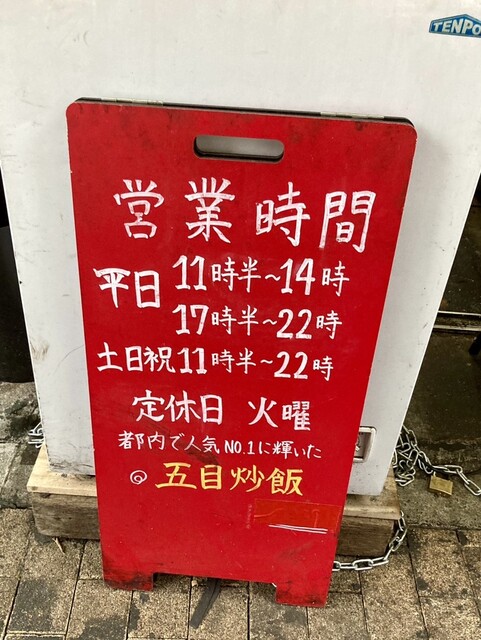 TENPO
営業時間
平日 11時半~14時
17時半~22時
土日祝11時半~22時
定休日 火曜
都内で人気NO.1に輝いた
五目炒飯